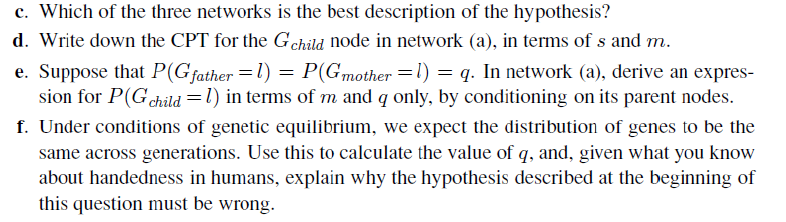 c. Which of the three networks is the best description of the hypothesis?
d. Write down the CPT for the G_child node in network (a), in terms of s and m.
e. Suppose that P(G_father = l) = P(G_mother = l) = q. In network (a), derive an expres-
sion for P(G_child = l) in terms of m and q only, by conditioning on its parent nodes.
f. Under conditions of genetic equilibrium, we expect the distribution of genes to be the
same across generations. Use this to calculate the value of q, and, given what you know
about handedness in humans, explain why the hypothesis described at the beginning of
this question must be wrong.